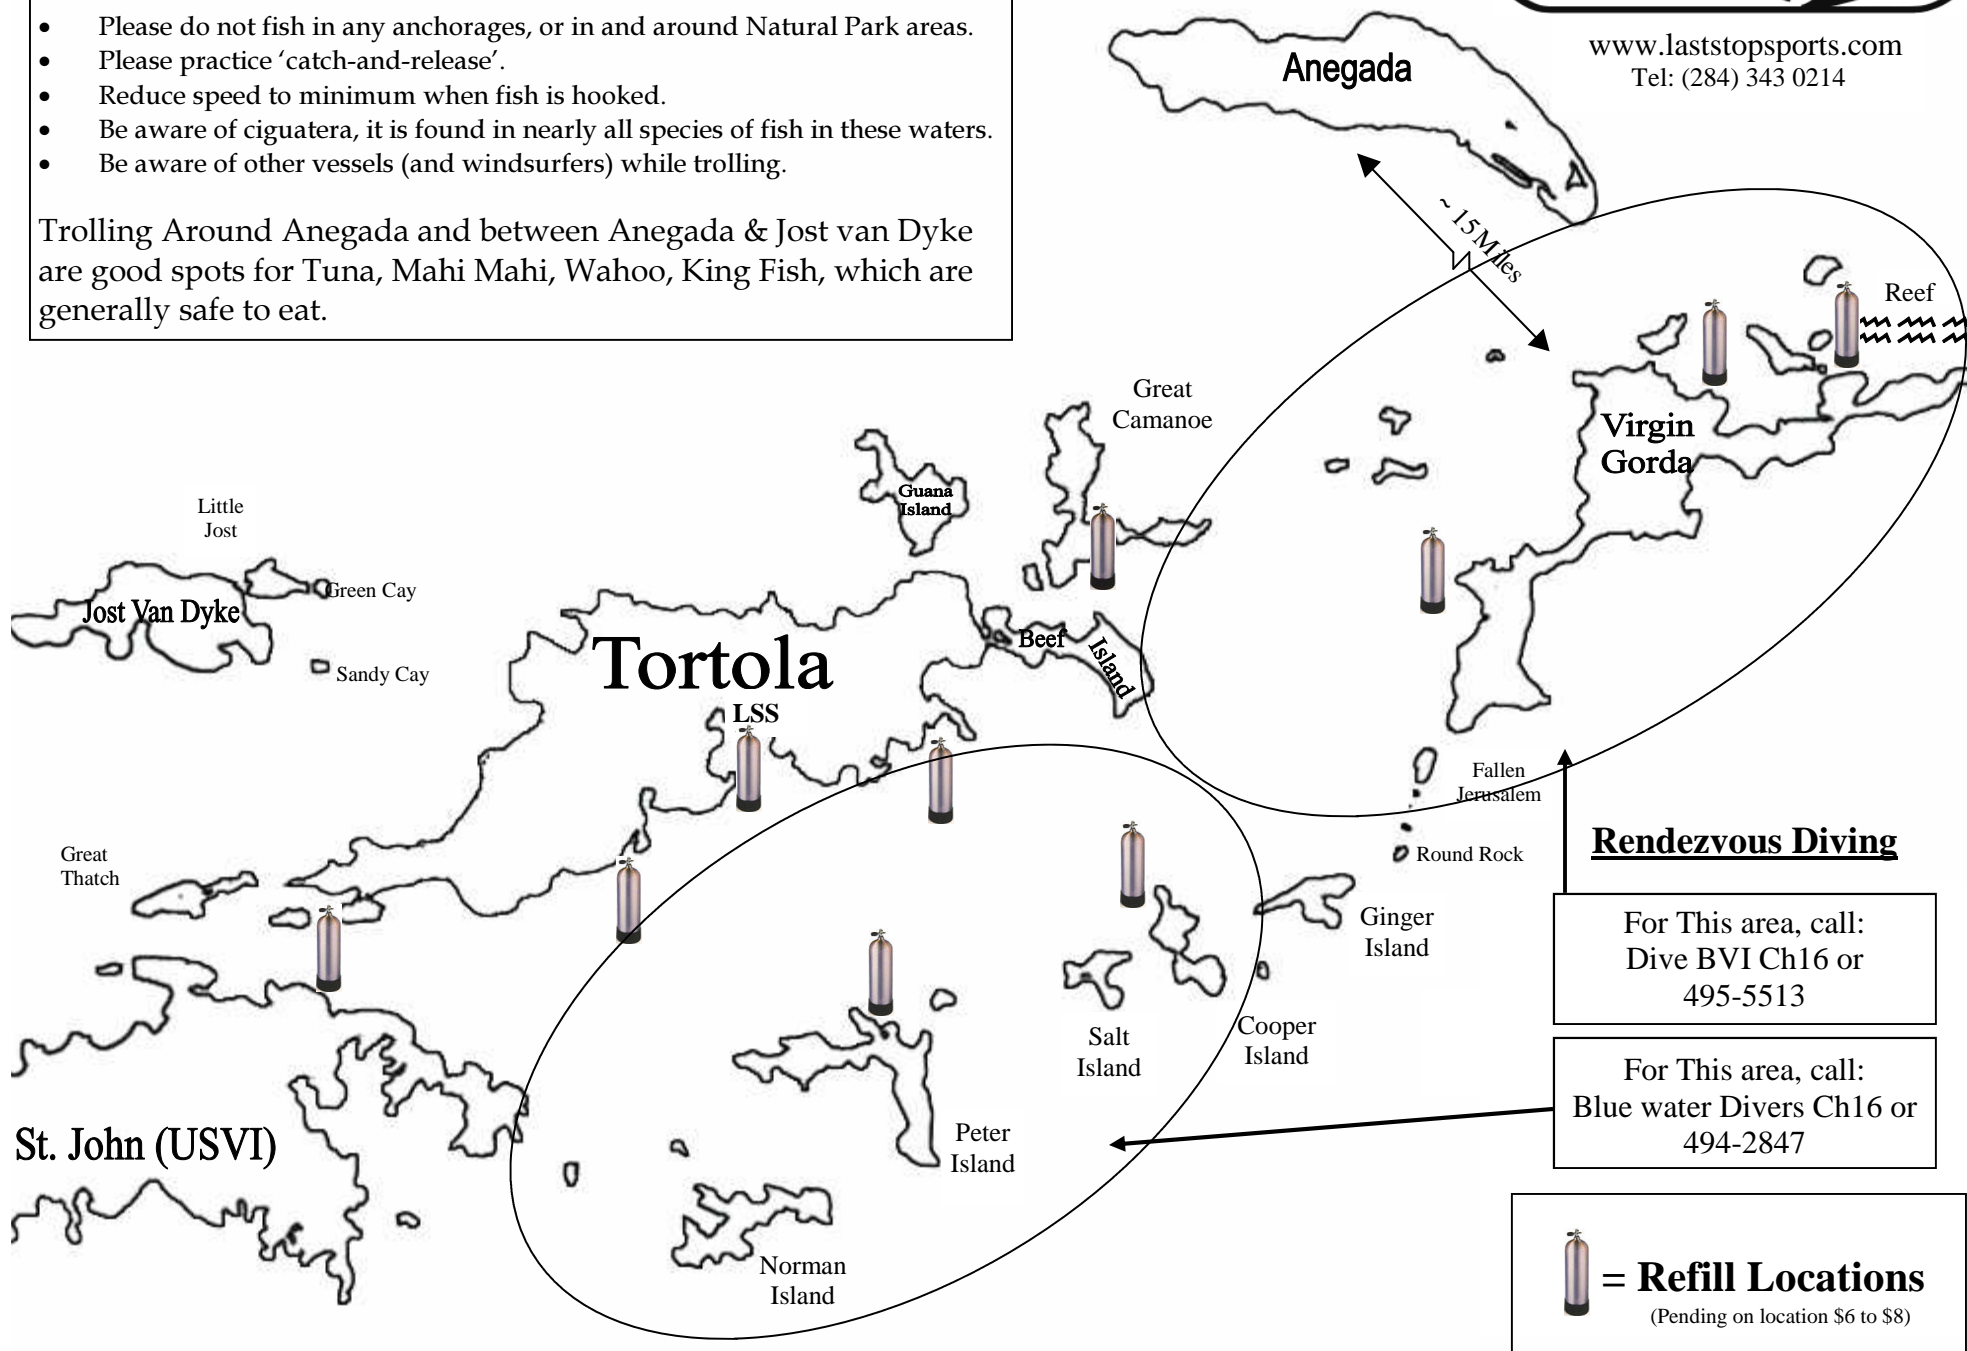 • Please do not fish in any anchorages, or in and around Natural Park areas.
• Please practice ‘catch-and-release’.
• Reduce speed to minimum when fish is hooked.
• Be aware of ciguatera, it is found in nearly all species of fish in these waters.
• Be aware of other vessels (and windsurfers) while trolling.
Trolling Around Anegada and between Anegada & Jost van Dyke
are good spots for Tuna, Mahi Mahi, Wahoo, King Fish, which are
generally safe to eat.
www.laststopsports.com
Tel: (284) 343 0214
Anegada
~ 15 Miles
Reef
Great
Camanoe
Virgin
Gorda
Guana
Island
Little
Jost
Green Cay
Jost Van Dyke
Sandy Cay
Tortola
Beef
Island
LSS
Fallen
Jerusalem
Round Rock
Great
Thatch
Ginger
Island
Salt
Island
Cooper
Island
Peter
Island
St. John (USVI)
Norman
Island
Rendezvous Diving
For This area, call:
Dive BVI Ch16 or
495-5513
For This area, call:
Blue water Divers Ch16 or
494-2847
= Refill Locations
(Pending on location $6 to $8)